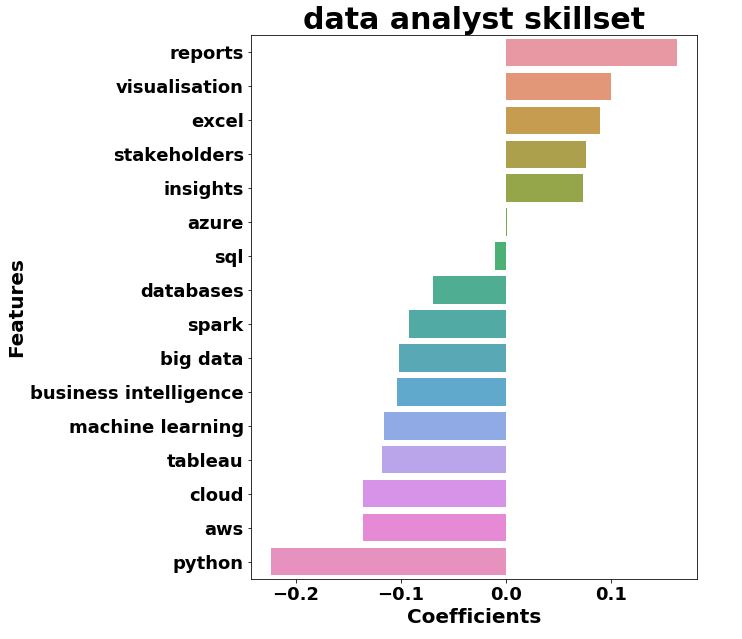 data analyst skillset
reports
visualisation
excel
stakeholders
insights
azure
sql
databases
spark
big data
business intelligence
machine learning
tableau
cloud
aws
python
Features
−0.2 −0.1 0.0 0.1
Coefficients